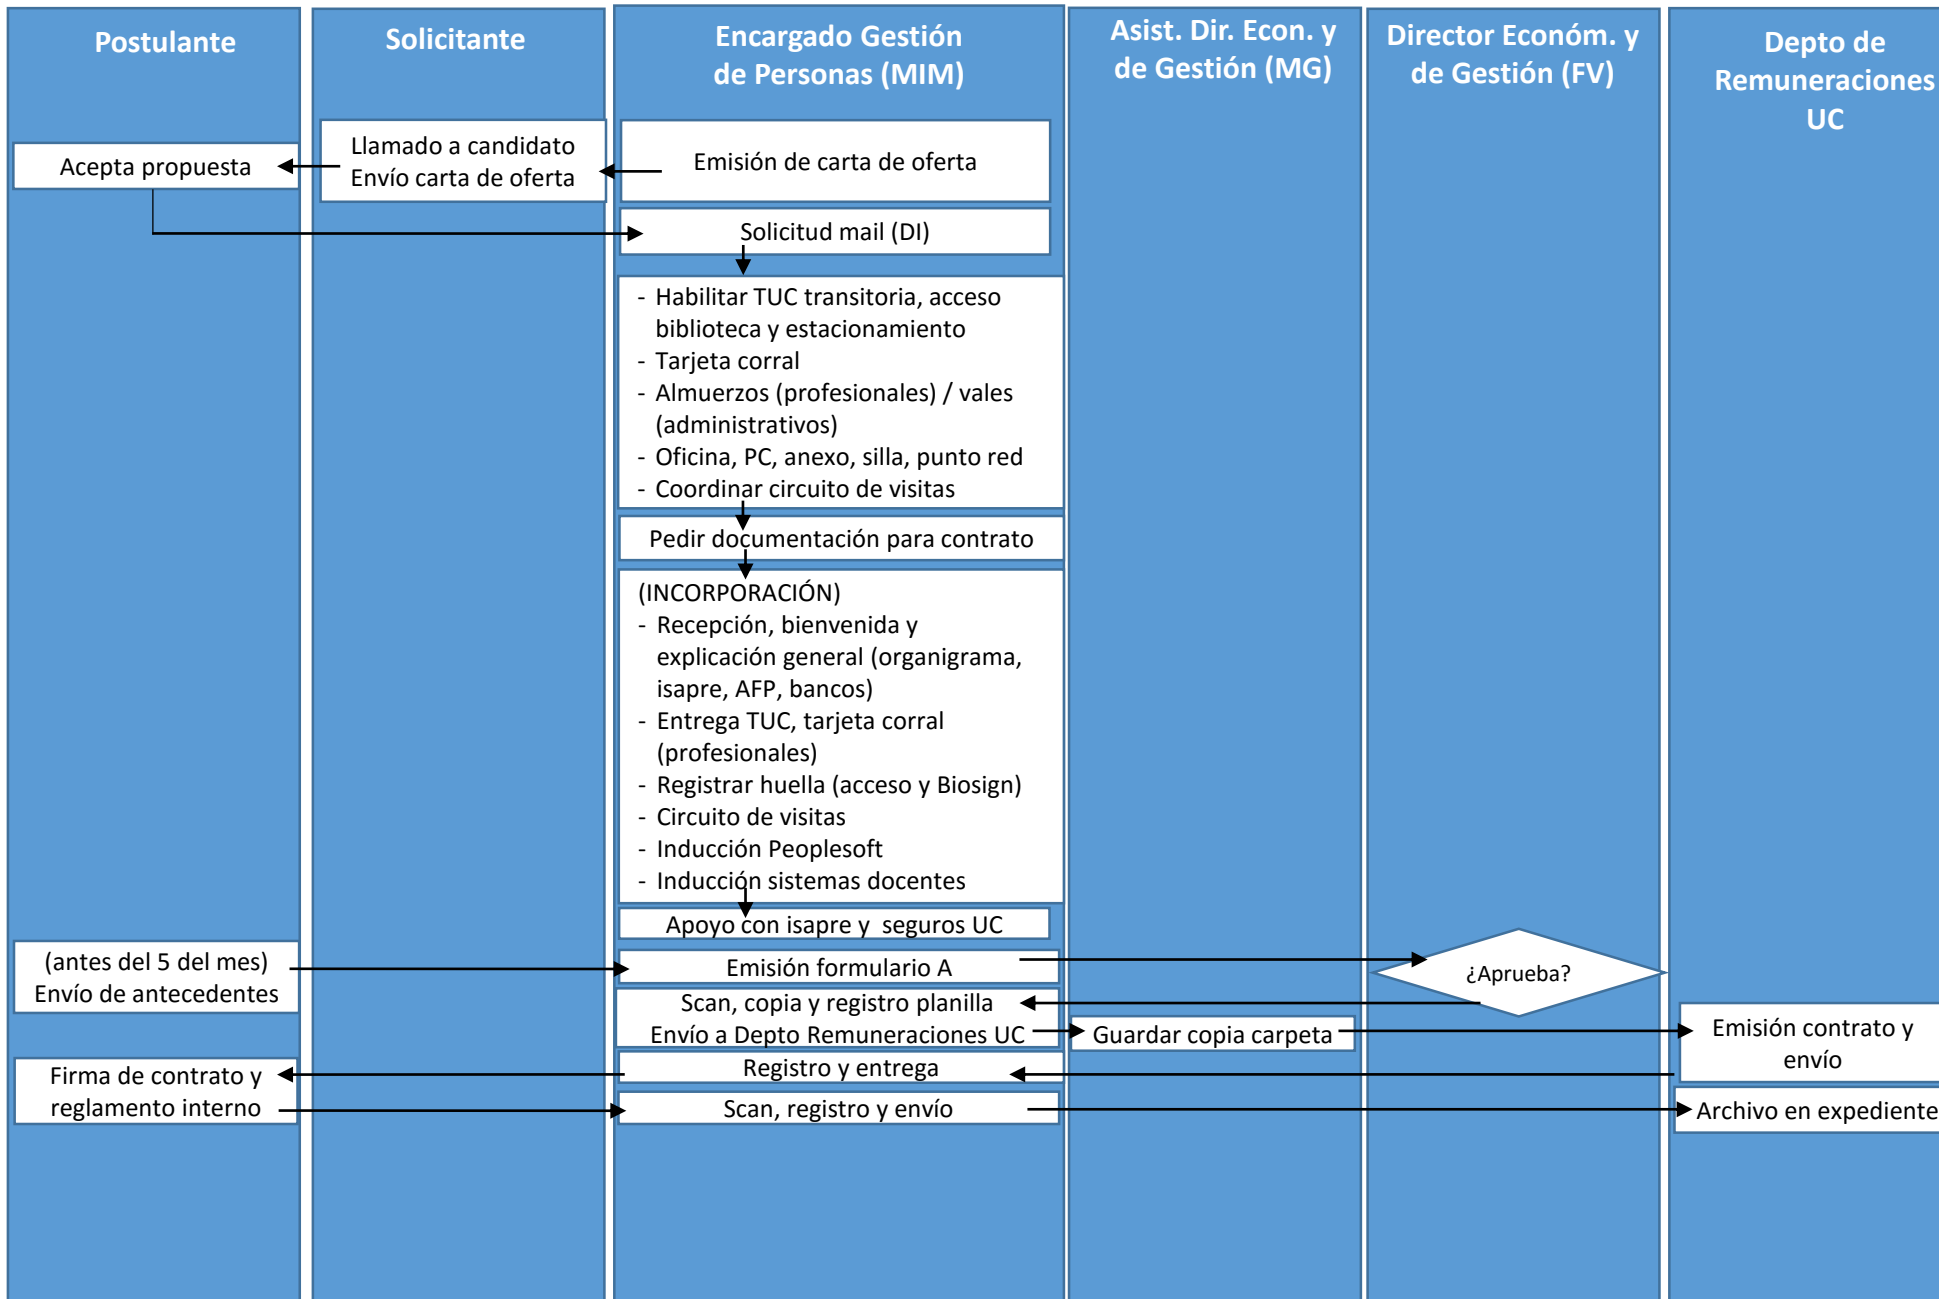 Postulante
Solicitante
Encargado Gestión
de Personas (MIM)
Asist. Dir. Econ. y
de Gestión (MG)
Director Económ. y
de Gestión (FV)
Depto de
Remuneraciones
UC
Acepta propuesta
Llamado a candidato
Envío carta de oferta
Emisión de carta de oferta
Solicitud mail (DI)
- Habilitar TUC transitoria, acceso
biblioteca y estacionamiento
- Tarjeta corral
- Almuerzos (profesionales) / vales
(administrativos)
- Oficina, PC, anexo, silla, punto red
- Coordinar circuito de visitas
Pedir documentación para contrato
(INCORPORACIÓN)
- Recepción, bienvenida y
explicación general (organigrama,
isapre, AFP, bancos)
- Entrega TUC, tarjeta corral
(profesionales)
- Registrar huella (acceso y Biosign)
- Circuito de visitas
- Inducción Peoplesoft
- Inducción sistemas docentes
Apoyo con isapre y seguros UC
(antes del 5 del mes)
Envío de antecedentes
Emisión formulario A
¿Aprueba?
Scan, copia y registro planilla
Envío a Depto Remuneraciones UC
Guardar copia carpeta
Emisión contrato y
envío
Registro y entrega
Firma de contrato y
reglamento interno
Scan, registro y envío
Archivo en expediente